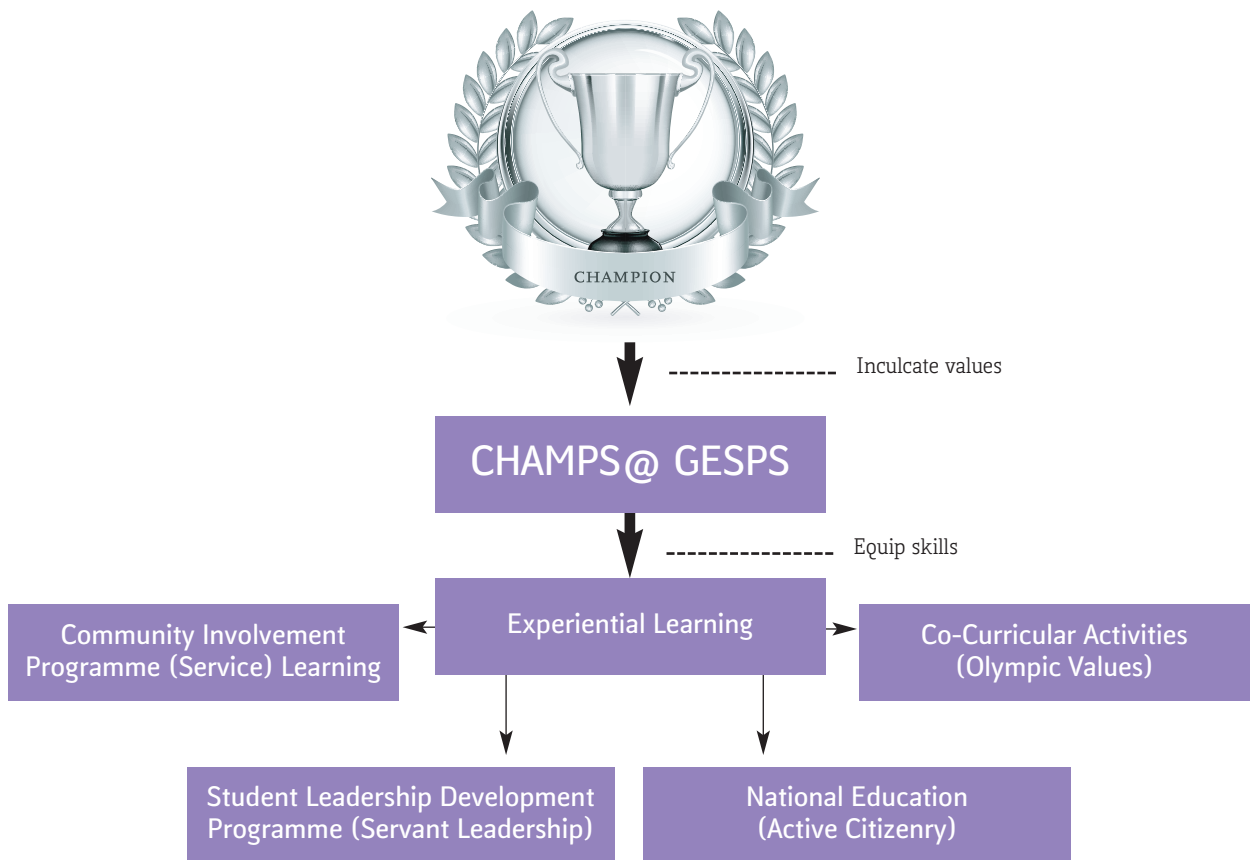 CHAMPION
Inculcate values
CHAMPS@ GESPS
Equip skills
Experiential Learning
Community Involvement
Programme (Service) Learning
Co-Curricular Activities
(Olympic Values)
Student Leadership Development
Programme (Servant Leadership)
National Education
(Active Citizenry)